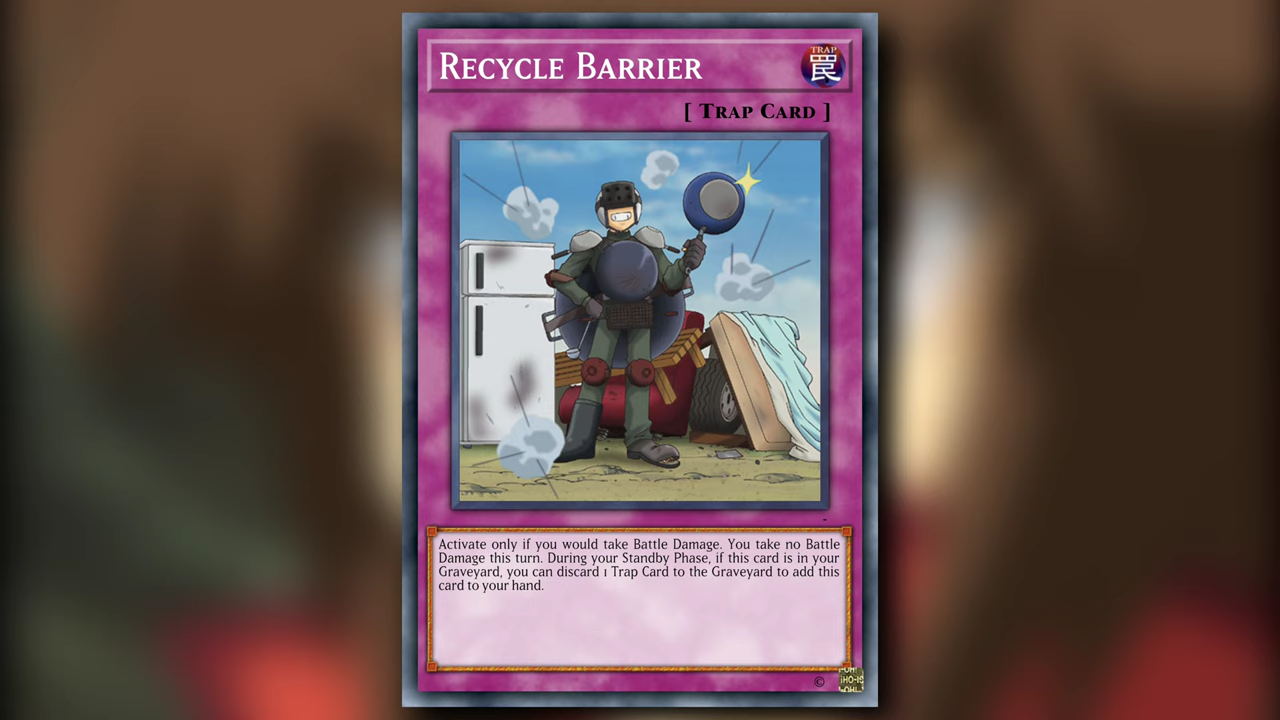 Recycle Barrier
TRAP
罠
[ Trap Card ]
-
Activate only if you would take Battle Damage. You take no Battle
Damage this turn. During your Standby Phase, if this card is in your
Graveyard, you can discard 1 Trap Card to the Graveyard to add this
card to your hand.
©